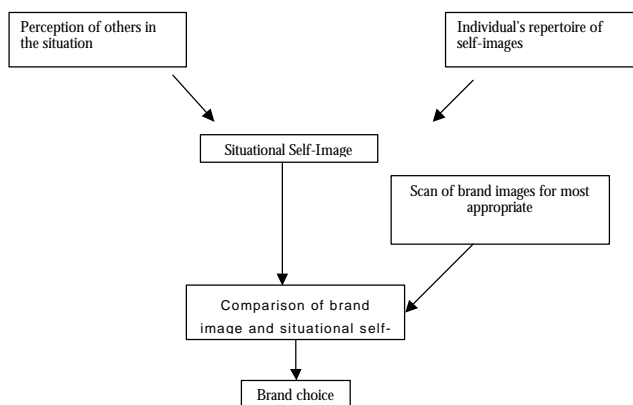 Perception of others in
the situation
Individual's repertoire of
self-images
Situational Self-Image
Scan of brand images for most
appropriate
Comparison of brand
image and situational self-
Brand choice